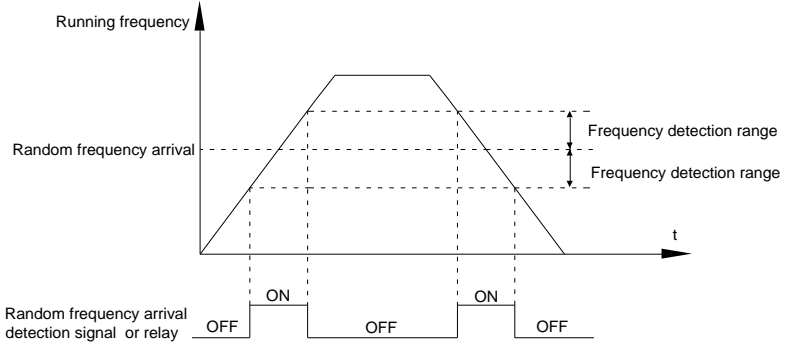 Running frequency
Frequency detection range
Random frequency arrival
Frequency detection range
t
ON
ON
Random frequency arrival
detection signal or relay
OFF
OFF
OFF